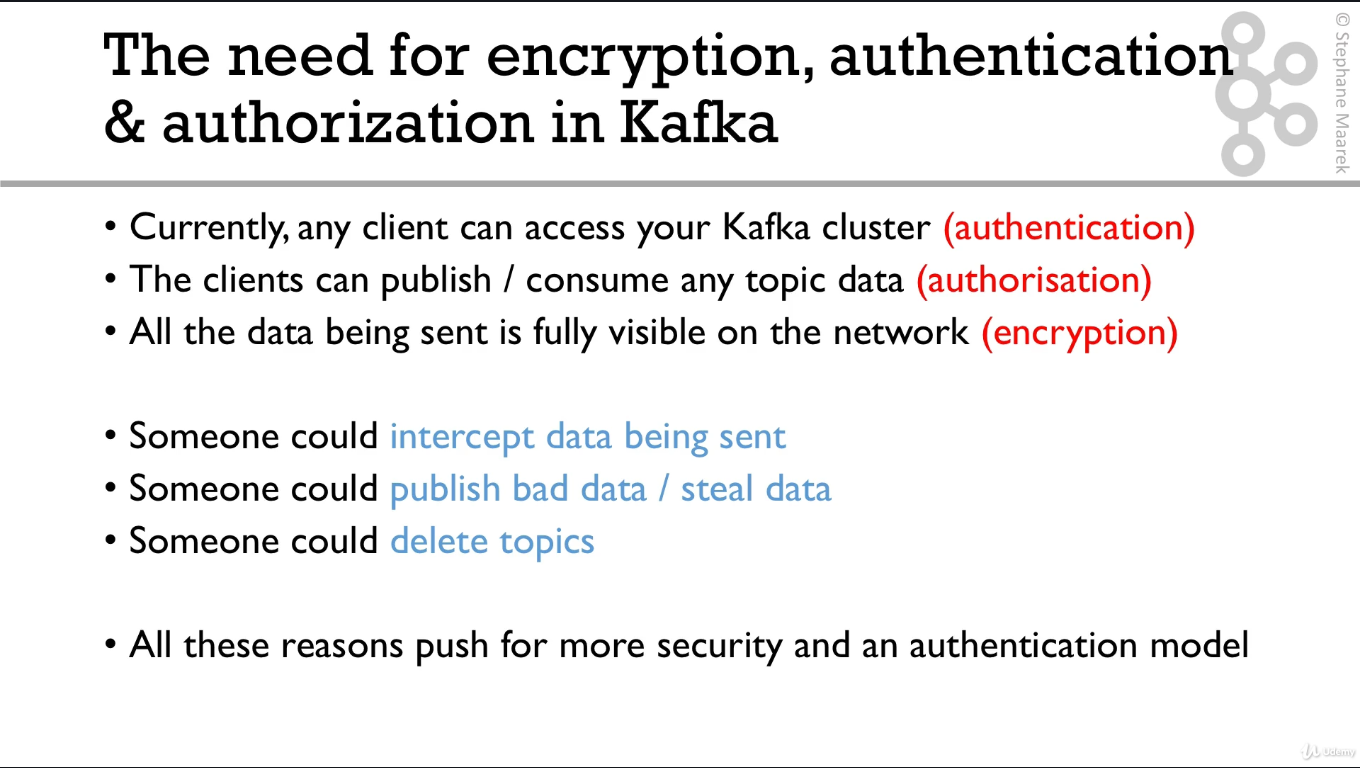 The need for encryption, authentication
& authorization in Kafka
© Stephane Maarek
• Currently, any client can access your Kafka cluster (authentication)
• The clients can publish / consume any topic data (authorisation)
• All the data being sent is fully visible on the network (encryption)
• Someone could intercept data being sent
• Someone could publish bad data / steal data
• Someone could delete topics
• All these reasons push for more security and an authentication model
Udemy